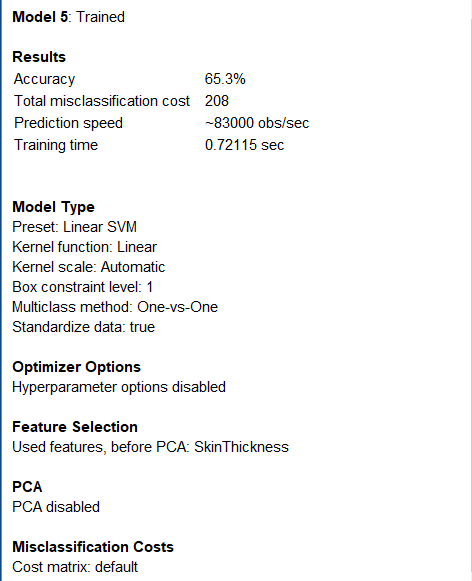 Model 5: Trained
Results
Accuracy 65.3%
Total misclassification cost 208
Prediction speed ~83000 obs/sec
Training time 0.72115 sec
Model Type
Preset: Linear SVM
Kernel function: Linear
Kernel scale: Automatic
Box constraint level: 1
Multiclass method: One-vs-One
Standardize data: true
Optimizer Options
Hyperparameter options disabled
Feature Selection
Used features, before PCA: SkinThickness
PCA
PCA disabled
Misclassification Costs
Cost matrix: default